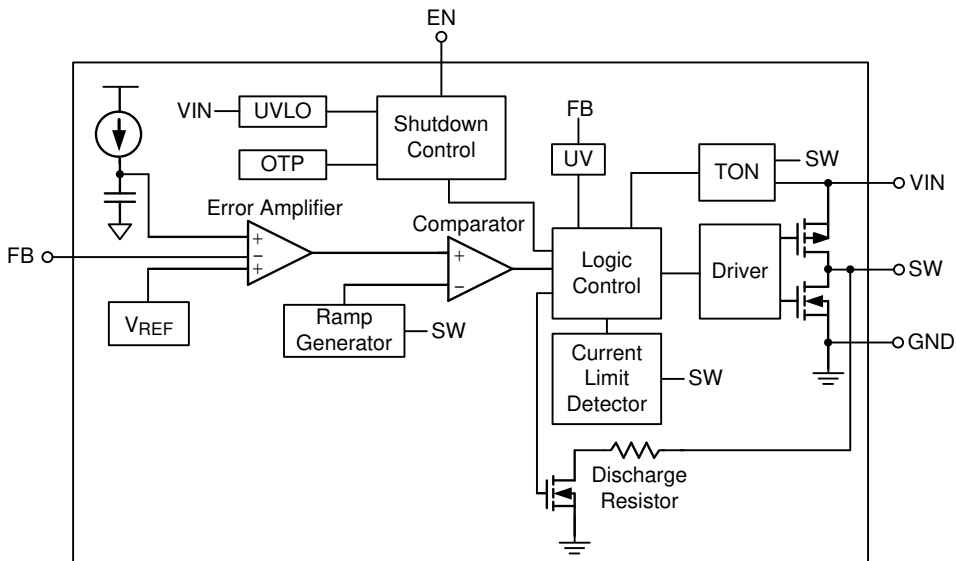 EN
VIN
UVLO
Shutdown
Control
OTP
FB
UV
TON
SW
VIN
Error Amplifier
Comparator
+
−
+
+
−
FB
VREF
Ramp
Generator
SW
Logic
Control
Driver
SW
Current
Limit
Detector
SW
GND
Discharge
Resistor